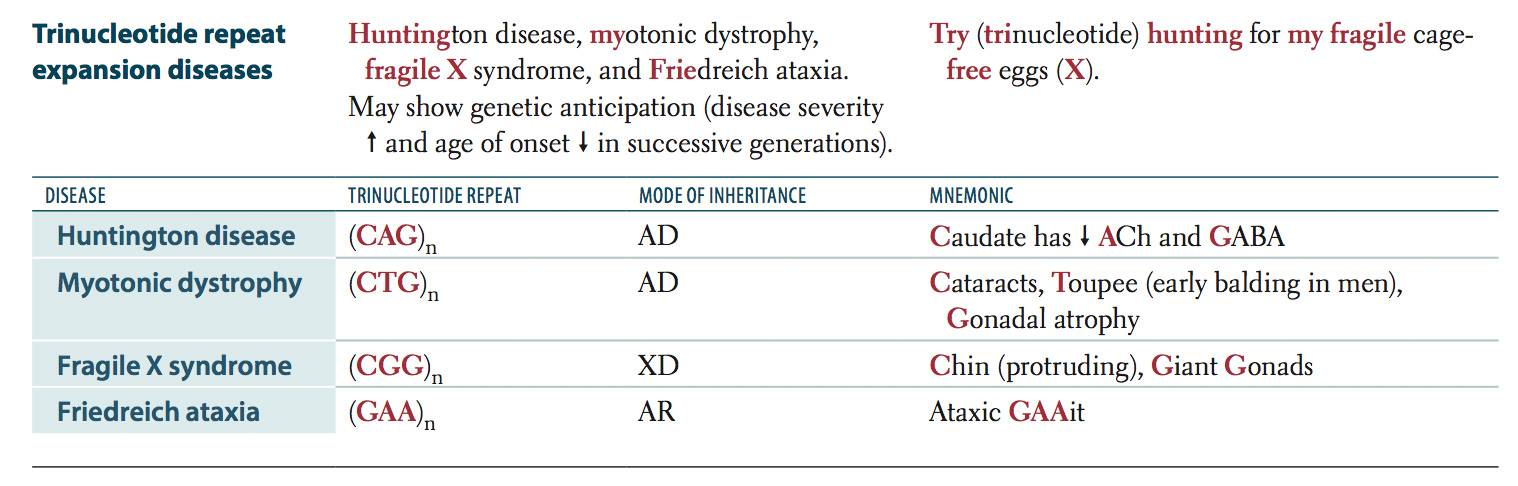 Trinucleotide repeat expansion diseases
Huntington disease, myotonic dystrophy,
fragile X syndrome, and Friedreich ataxia.
May show genetic anticipation (disease severity
↑ and age of onset ↓ in successive generations).
Try (trinucleotide) hunting for my fragile cage-
free eggs (X).
DISEASE TRINUCLEOTIDE REPEAT MODE OF INHERITANCE MNEMONIC
Huntington disease (CAG)n AD Caudate has ↓ ACh and GABA
Myotonic dystrophy (CTG)n AD Cataracts, Toupee (early balding in men),
Gonadal atrophy
Fragile X syndrome (CGG)n XD Chin (protruding), Giant Gonads
Friedreich ataxia (GAA)n AR Ataxic GAAit